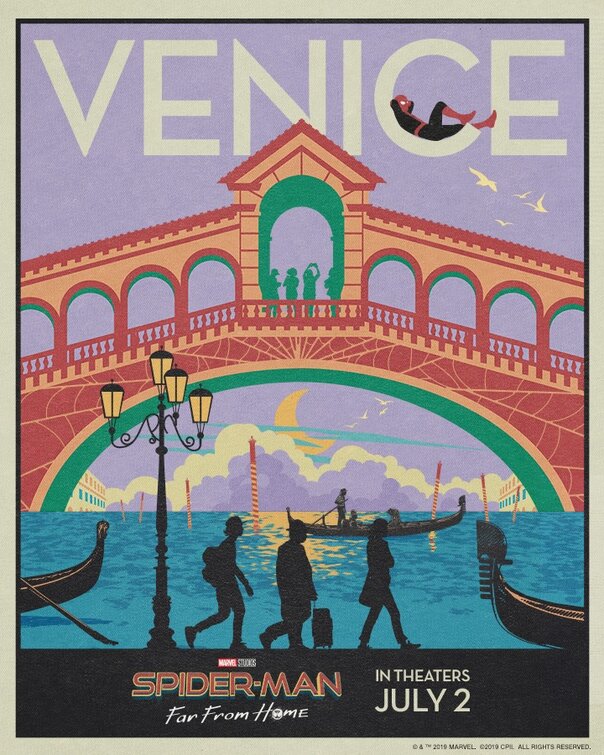 VENICE
MARVEL STUDIOS
SPIDER-MAN
Far From Home
IN THEATERS
JULY 2
© & ™ 2019 MARVEL. ©2019 CPII. ALL RIGHTS RESERVED.